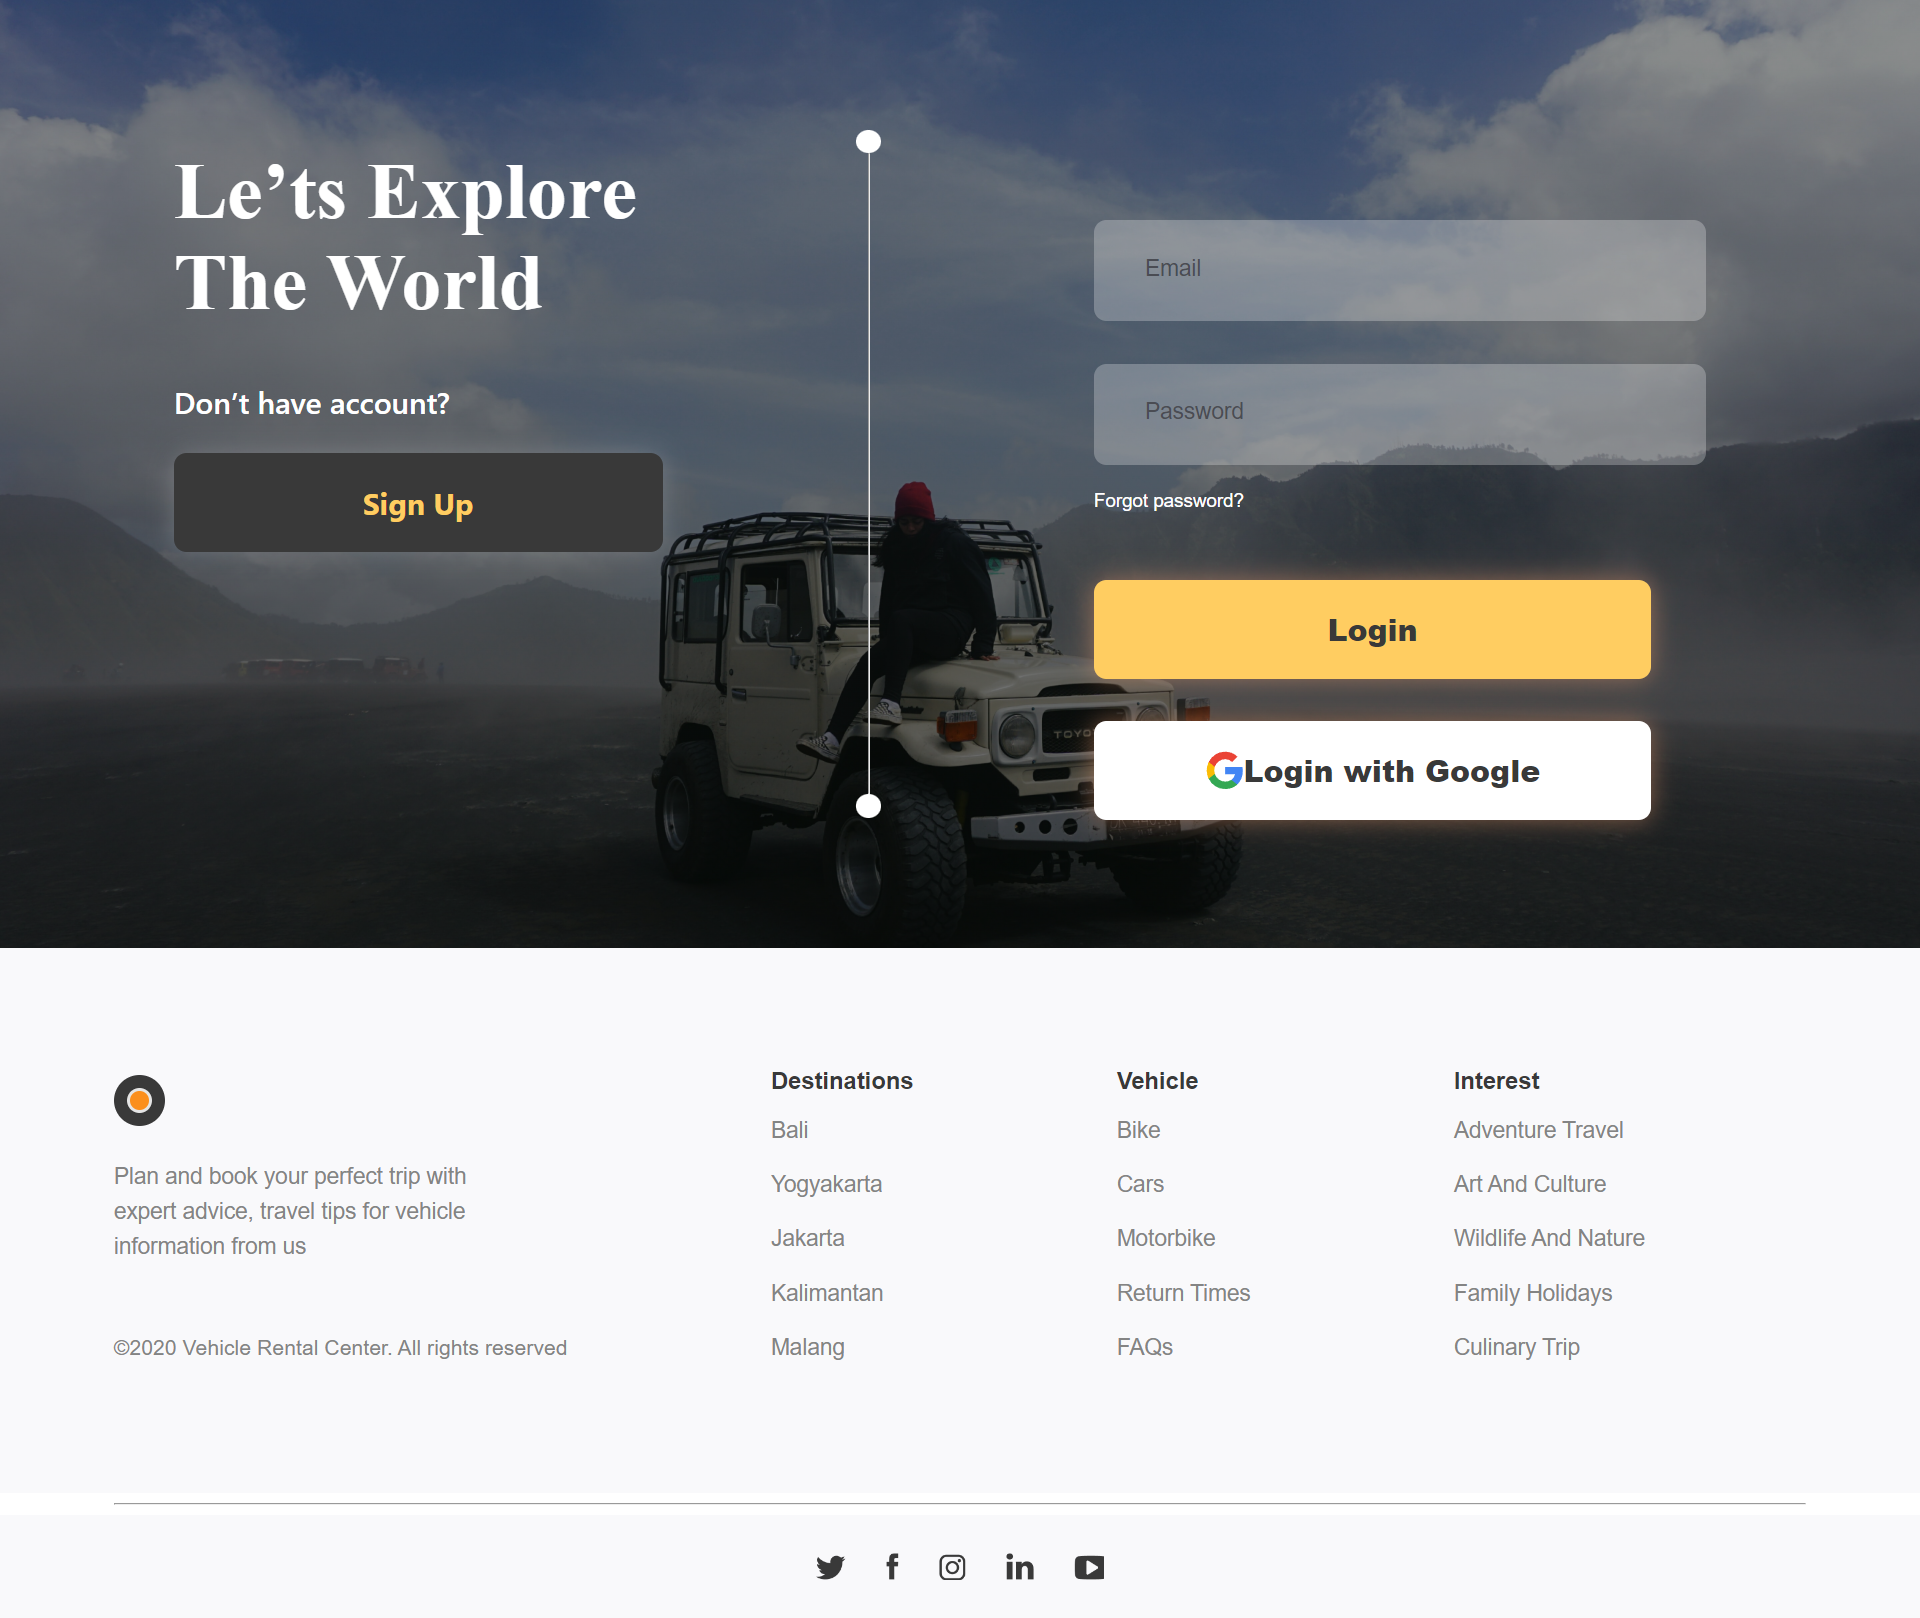 Le’ts Explore
The World
Don’t have account?
Sign Up
Email
Password
Forgot password?
Login
Login with Google
Plan and book your perfect trip with
expert advice, travel tips for vehicle
information from us
©2020 Vehicle Rental Center. All rights reserved
Destinations
Bali
Yogyakarta
Jakarta
Kalimantan
Malang
Vehicle
Bike
Cars
Motorbike
Return Times
FAQs
Interest
Adventure Travel
Art And Culture
Wildlife And Nature
Family Holidays
Culinary Trip